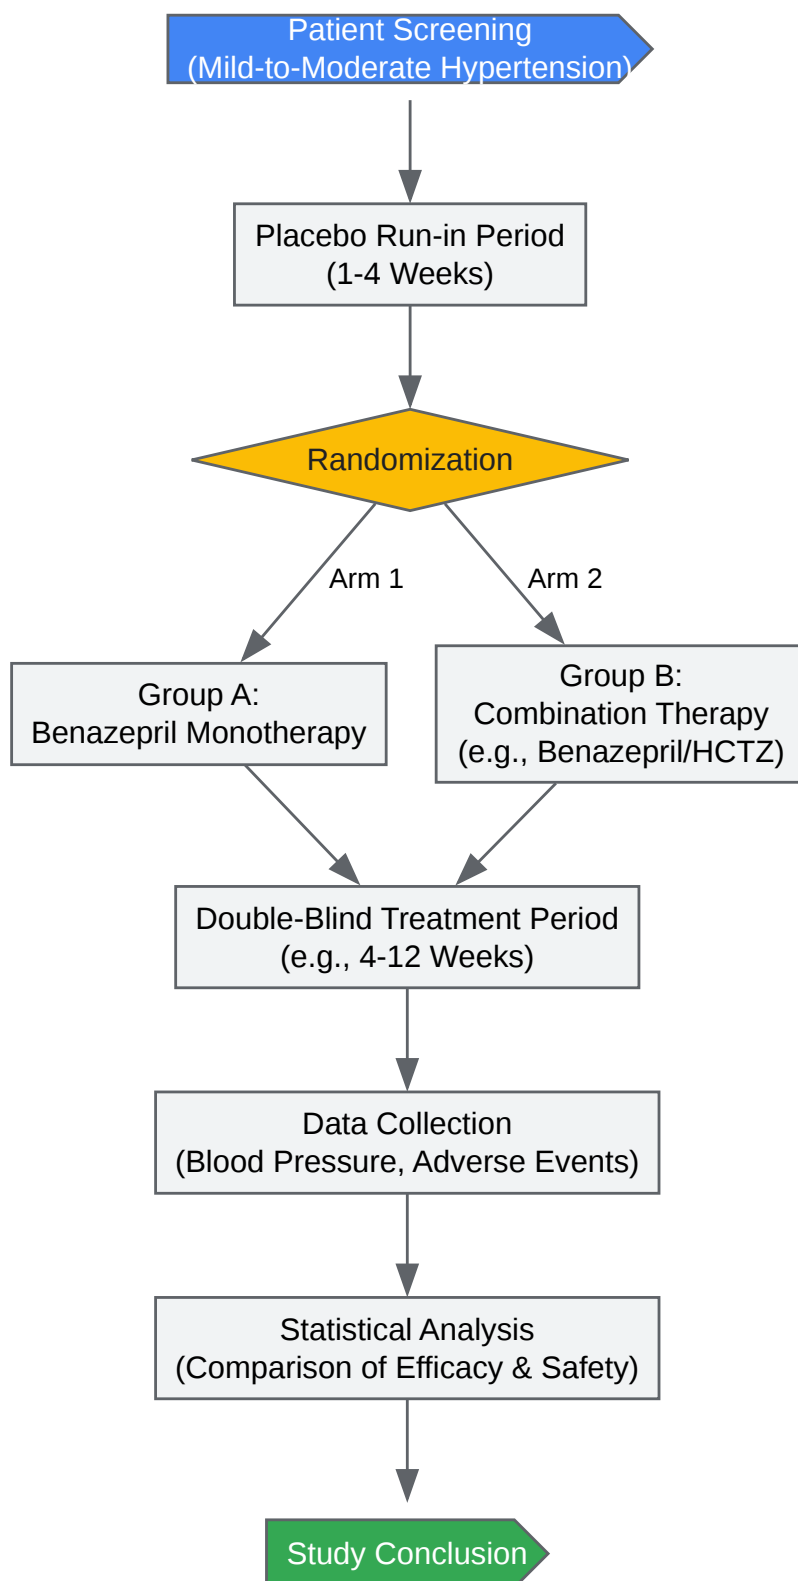 Patient Screening
(Mild-to-Moderate Hypertension)
Placebo Run-in Period
(1-4 Weeks)
Randomization
Arm 1
Arm 2
Group A:
Benazepril Monotherapy
Group B:
Combination Therapy
(e.g., Benazepril/HCTZ)
Double-Blind Treatment Period
(e.g., 4-12 Weeks)
Data Collection
(Blood Pressure, Adverse Events)
Statistical Analysis
(Comparison of Efficacy & Safety)
Study Conclusion